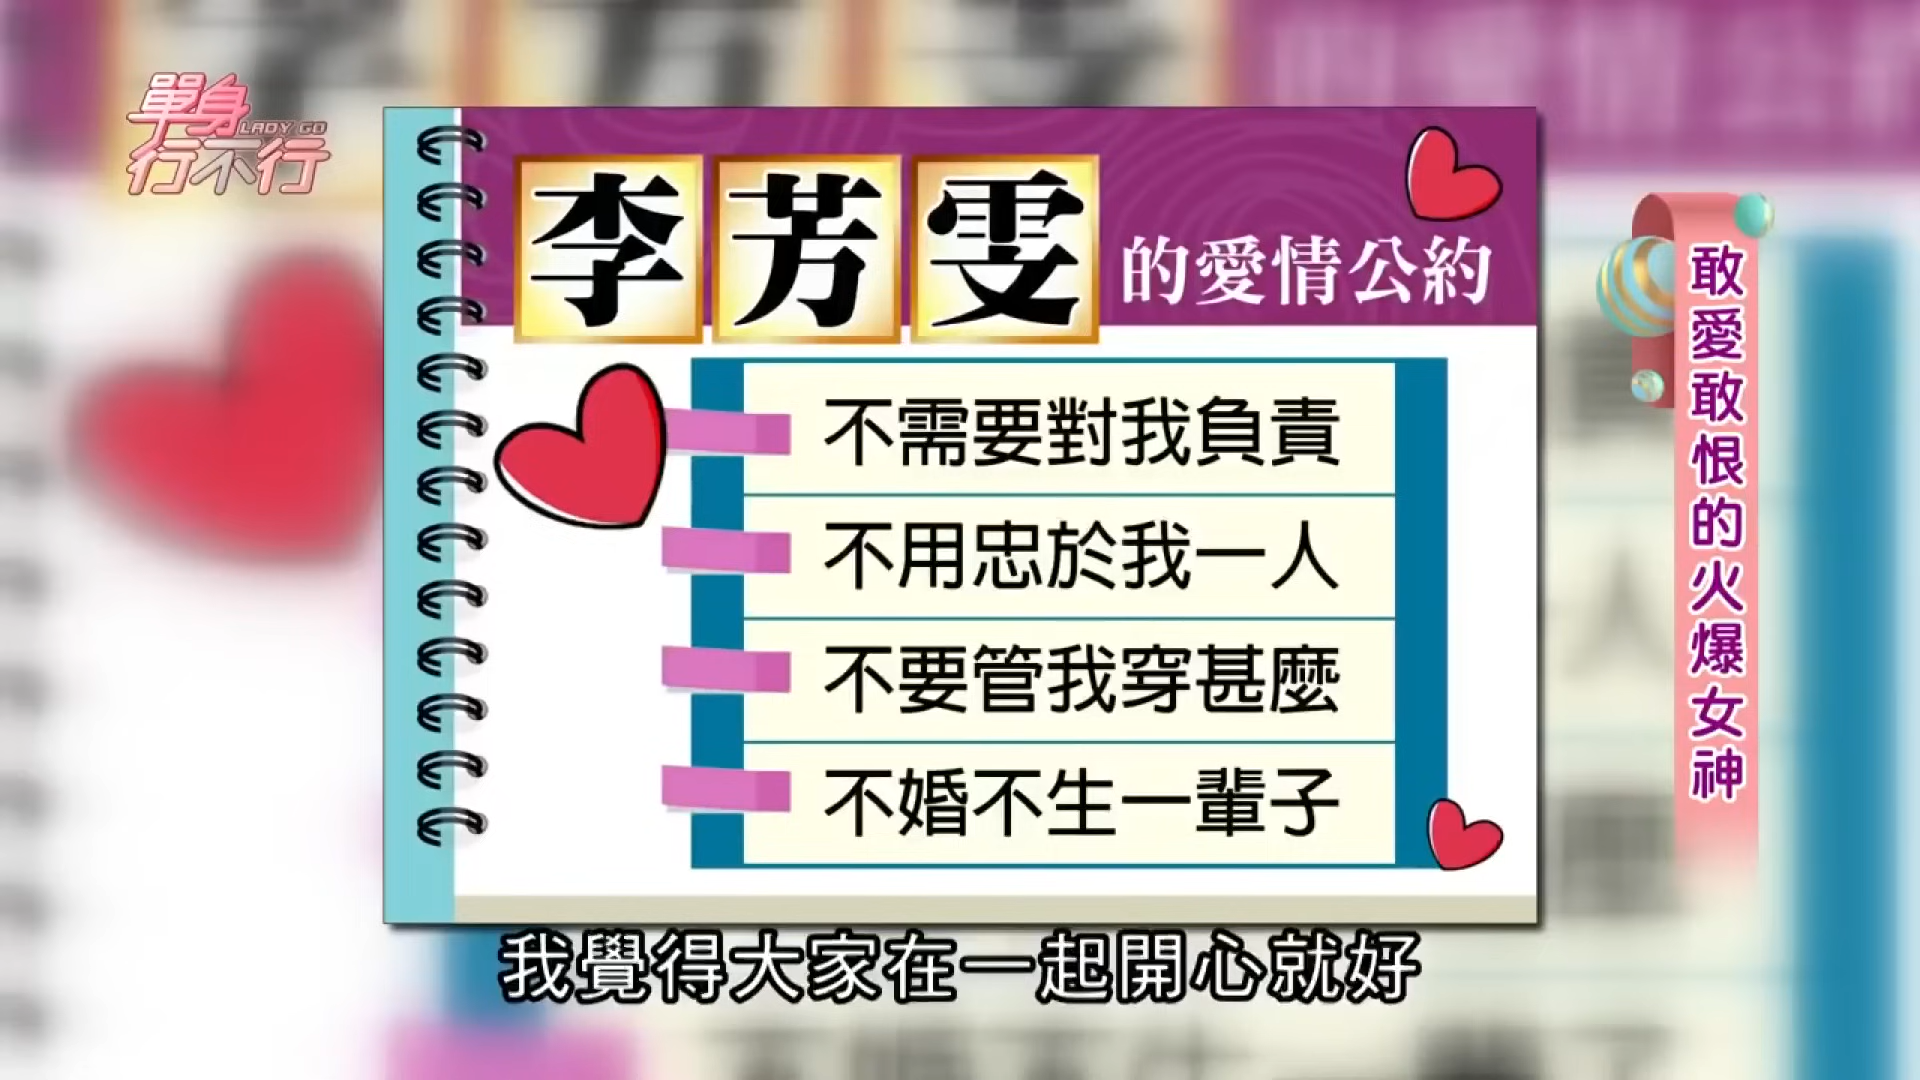 單身
LADY GO
行不行
李芳雯的愛情公約
不需要對我負責
不用忠於我一人
不要管我穿甚麼
不婚不生一輩子
敢愛敢恨的火爆女神
我覺得大家在一起開心就好